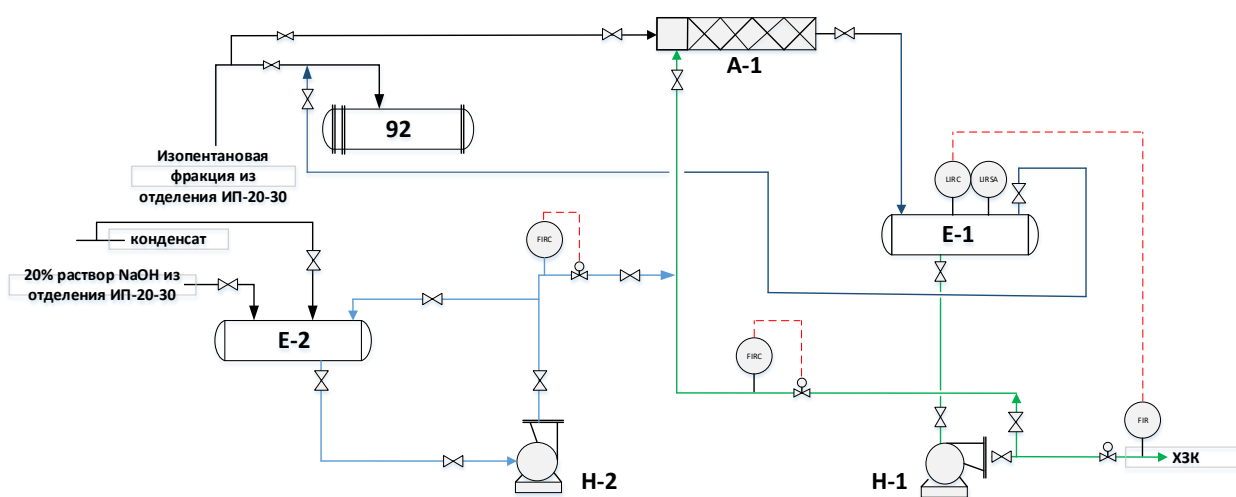 А-1
92
Изопентановая
фракция из
отделения ИП-20-30
LIRC
LIRSA
Е-1
конденсат
FIRC
20% раствор NaOH из
отделения ИП-20-30
Е-2
FIRC
FIR
ХЗК
Н-2
Н-1